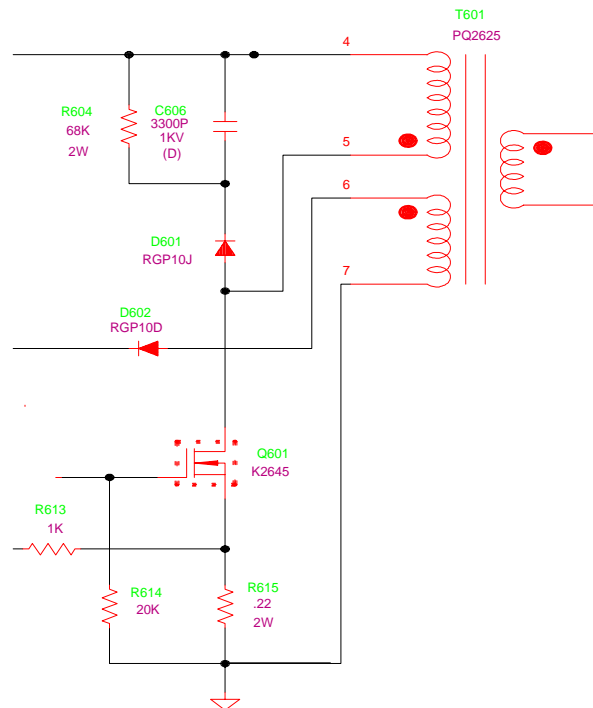 T601
PQ2625
4
R604
68K
2W
C606
3300P
1KV
(D)
5
6
D601
RGP10J
7
D602
RGP10D
Q601
K2645
R613
1K
R614
20K
R615
.22
2W